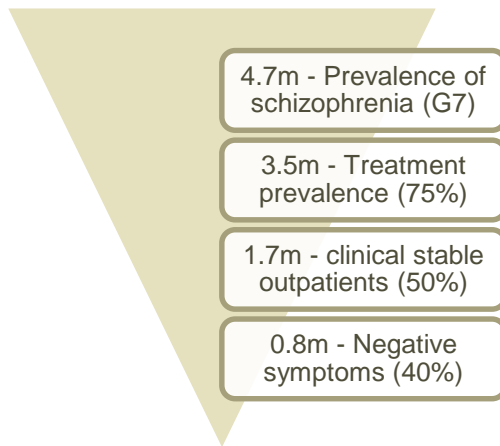 4.7m - Prevalence of
schizophrenia (G7)
3.5m - Treatment
prevalence (75%)
1.7m - clinical stable
outpatients (50%)
0.8m - Negative
symptoms (40%)